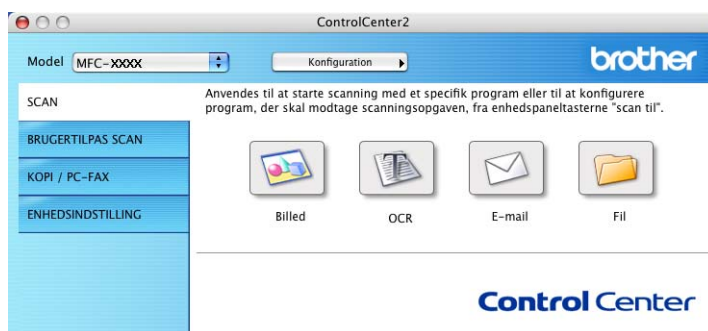 ControlCenter2
Model MFC-XXXX Konfiguration brother
SCAN
BRUGERTILPAS SCAN
KOPI / PC-FAX
ENHEDSINDSTILLING
Anvendes til at starte scanning med et specifik program eller til at konfigurere
program, der skal modtage scanningsopgaven, fra enhedspaneltasterne "scan til".
Billed OCR E-mail Fil
Control Center